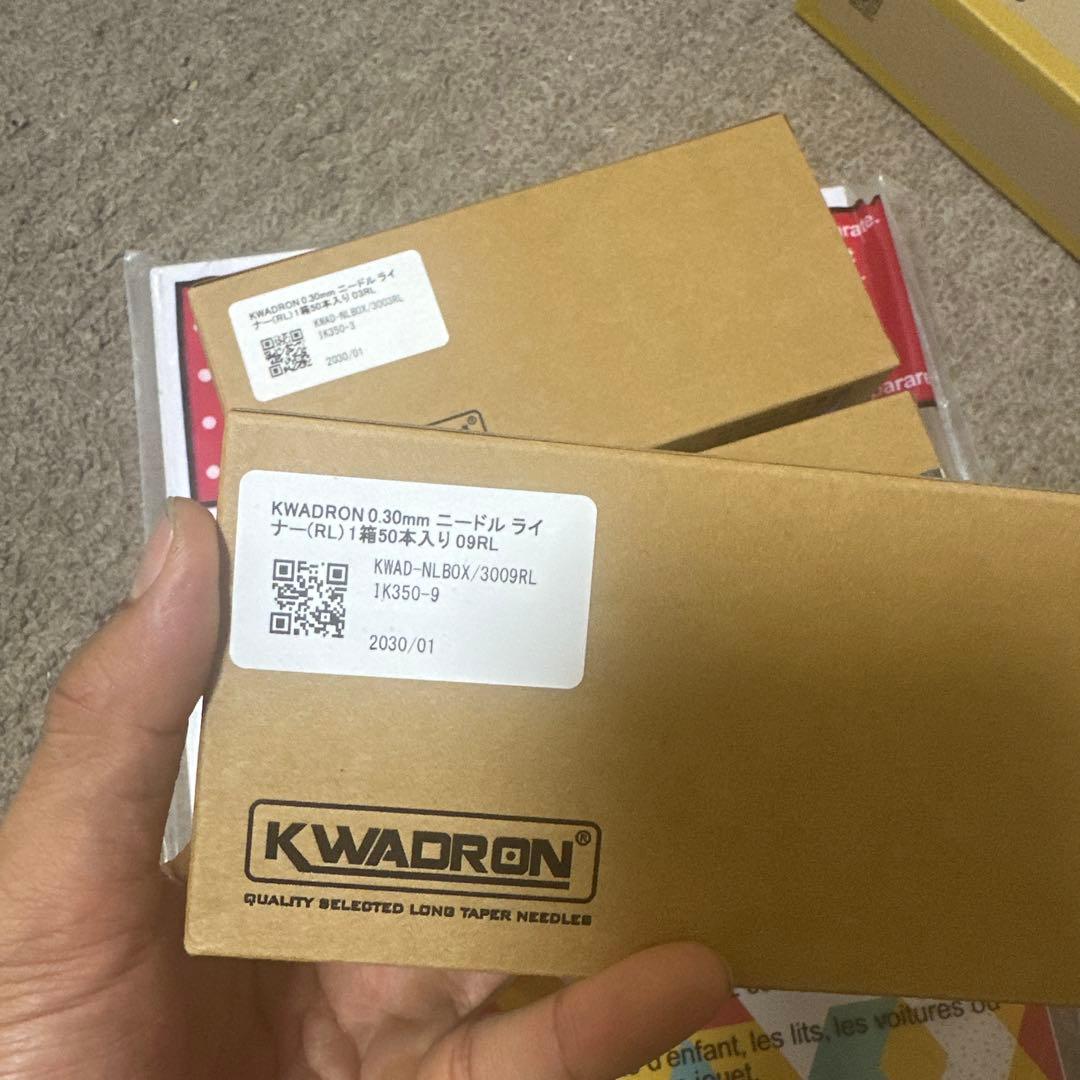 rate.
KWADRON 0.30mm ニードル ライ
ナー(RL) 1箱50本入り 03RL
KWAD-NLBOX/3003RL
IK350-3
2030/01
parate
KWADRON 0.30mm ニードル ライ
ナー(RL) 1箱50本入り 09RL
KWAD-NLBOX/3009RL
IK350-9
2030/01
KWADRON®
QUALITY SELECTED LONG TAPER NEEDLES
d'enfant, les lits, les voitures ou
jouet.